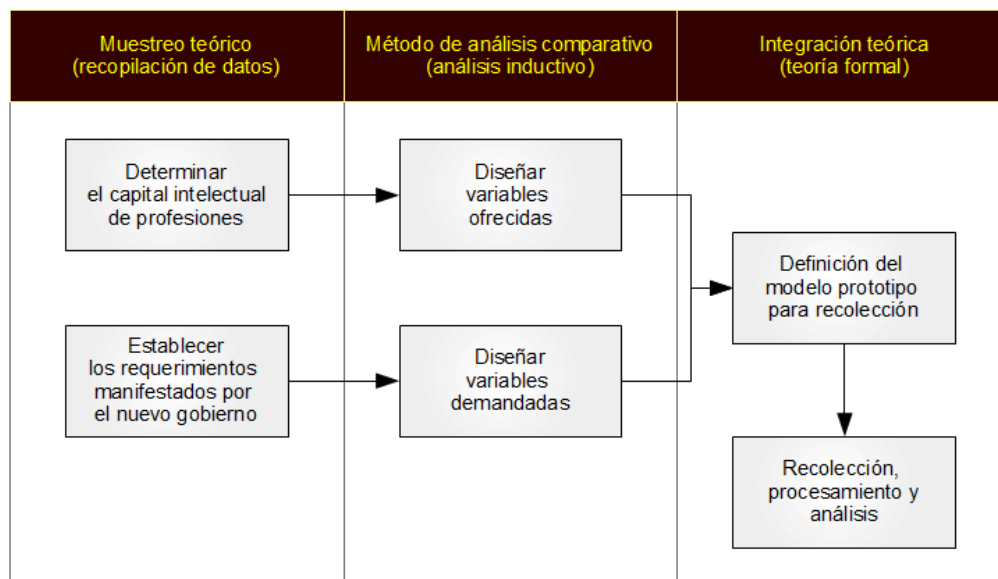 Muestreo teórico
(recopilación de datos)
Método de análisis comparativo
(análisis inductivo)
Integración teórica
(teoría formal)
Determinar
el capital intelectual
de profesiones
Diseñar
variables
ofrecidas
Establecer
los requerimientos
manifestados por
el nuevo gobierno
Diseñar
variables
demandadas
Definición del
modelo prototipo
para recolección
Recolección,
procesamiento y
análisis